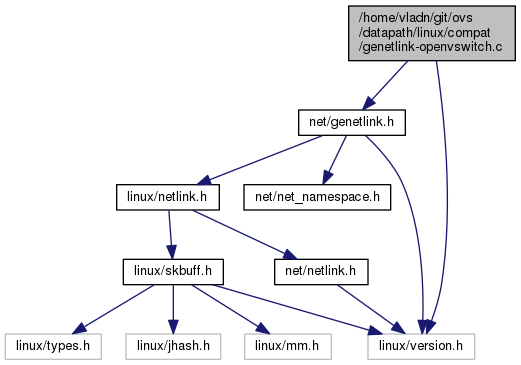 /home/vladn/git/ovs
/datapath/linux/compat
/genetlink-openvswitch.c
net/genetlink.h
linux/netlink.h
net/net_namespace.h
linux/skbuff.h
net/netlink.h
linux/types.h
linux/jhash.h
linux/mm.h
linux/version.h